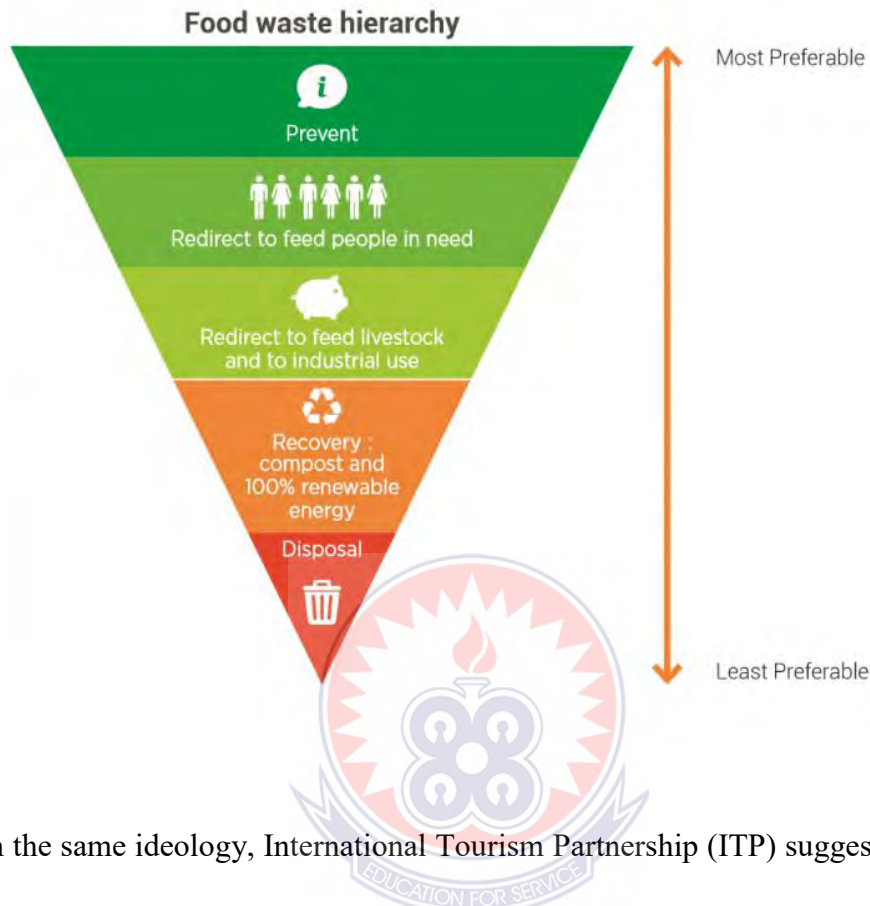 Food waste hierarchy
Most Preferable
i
Prevent
Redirect to feed people in need
Redirect to feed livestock
and to industrial use
Recovery :
compost and
100% renewable
energy
Disposal
Least Preferable
the same ideology, International Tourism Partnership (ITP)
EDUCATION FOR SERVICE